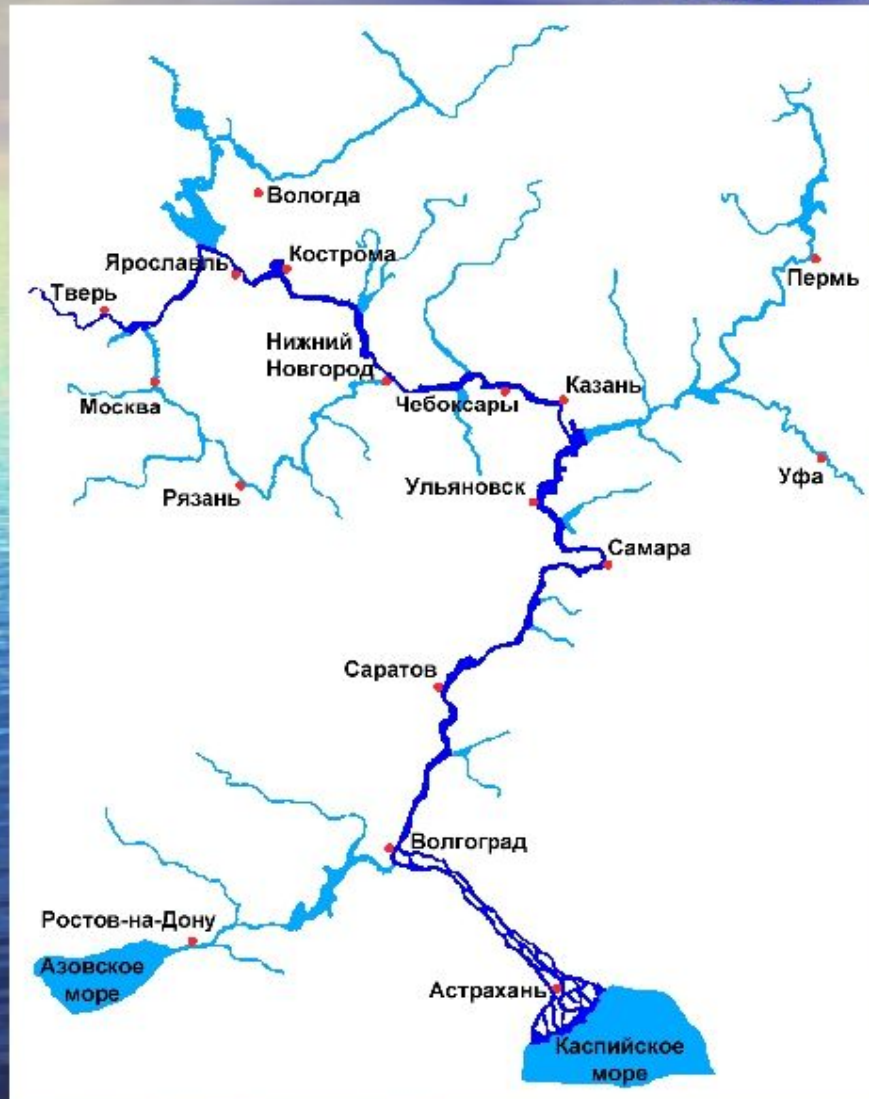 Вологда
Ярославль
Кострома
Тверь
Пермь
Нижний
Новгород
Москва
Чебоксары
Казань
Рязань
Ульяновск
Уфа
Самара
Саратов
Волгоград
Ростов-на-Дону
Азовское
море
Астрахань
Каспийское
море